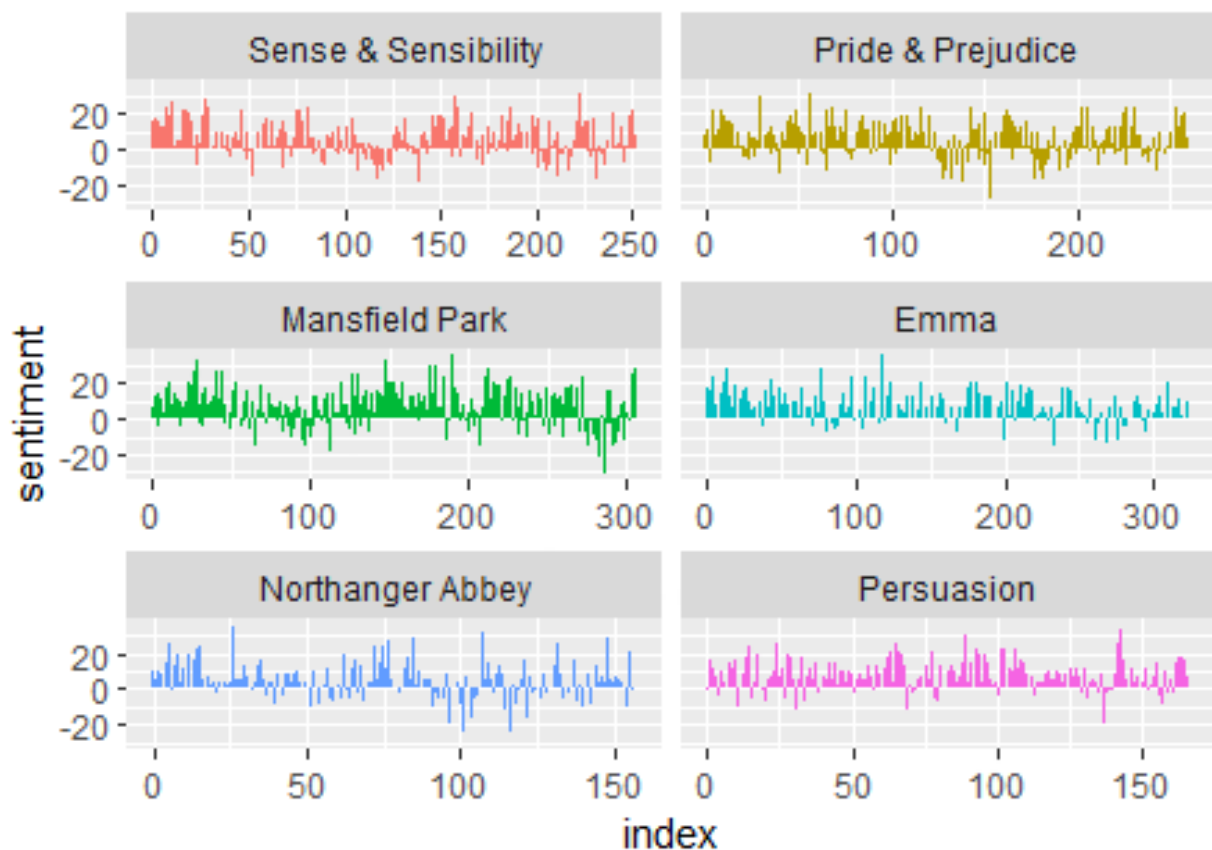 Sense & Sensibility
Pride & Prejudice
20
0
-20
0 50 100 150 200 250
0 100 200
Mansfield Park
Emma
20
0
-20
0 100 200 300
0 100 200 300
Northanger Abbey
Persuasion
20
0
-20
0 50 100 150
0 50 100 150
sentiment
index